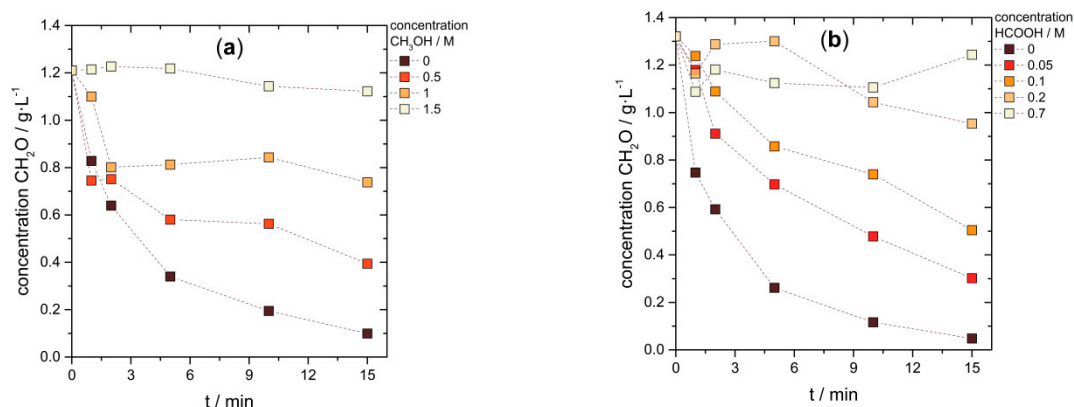 (a)
concentration
CH₃OH / M
0
0.5
1
1.5
1.4
1.2
1.0
0.8
0.6
0.4
0.2
0.0
concentration CH₂O / g·L⁻¹
0 3 6 9 12 15
t / min
(b)
concentration
HCOOH / M
0
0.05
0.1
0.2
0.7
1.4
1.2
1.0
0.8
0.6
0.4
0.2
0.0
concentration CH₂O / g·L⁻¹
0 3 6 9 12 15
t / min